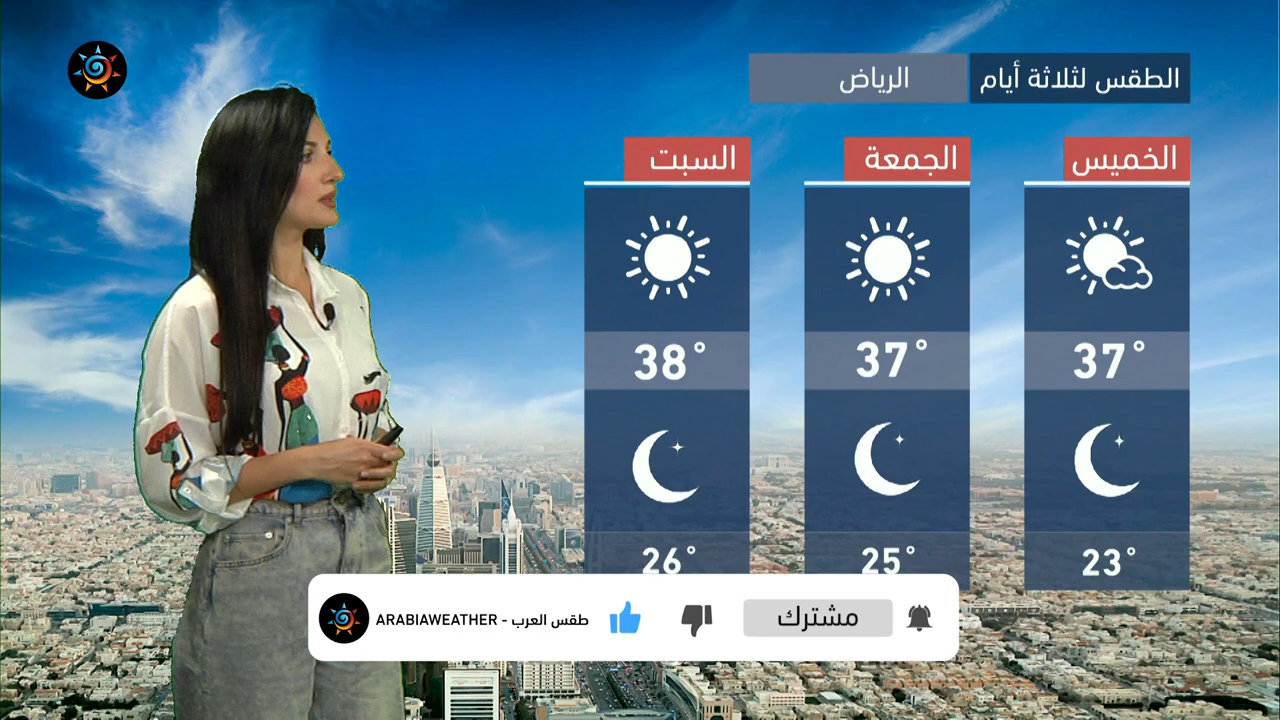 الطقس لثلاثة أيام
الرياض
الخميس
الجمعة
السبت
37°
37°
38°
23°
25°
26°
ARABIAWEATHER - طقس العرب
مشترك